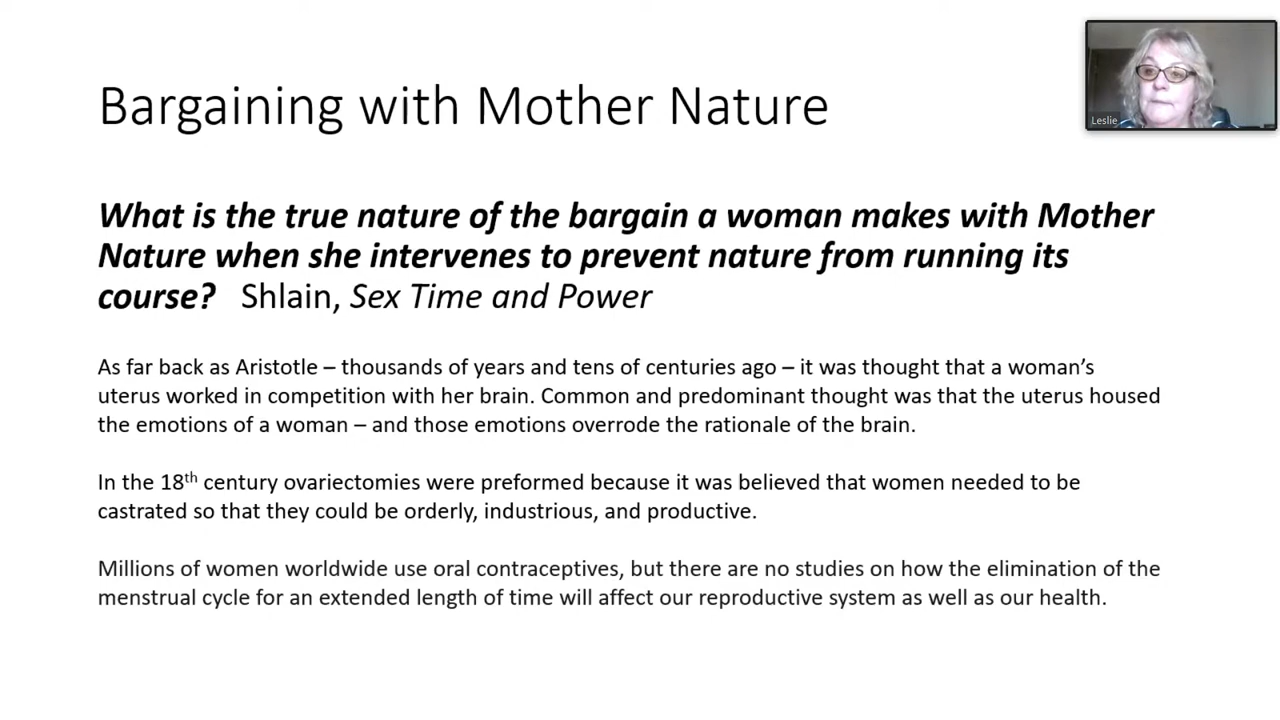 Bargaining with Mother Nature
Leslie
What is the true nature of the bargain a woman makes with Mother
Nature when she intervenes to prevent nature from running its
course? Shlain, Sex Time and Power
As far back as Aristotle – thousands of years and tens of centuries ago – it was thought that a woman’s
uterus worked in competition with her brain. Common and predominant thought was that the uterus housed
the emotions of a woman – and those emotions overrode the rationale of the brain.
In the 18th century ovariectomies were preformed because it was believed that women needed to be
castrated so that they could be orderly, industrious, and productive.
Millions of women worldwide use oral contraceptives, but there are no studies on how the elimination of the
menstrual cycle for an extended length of time will affect our reproductive system as well as our health.